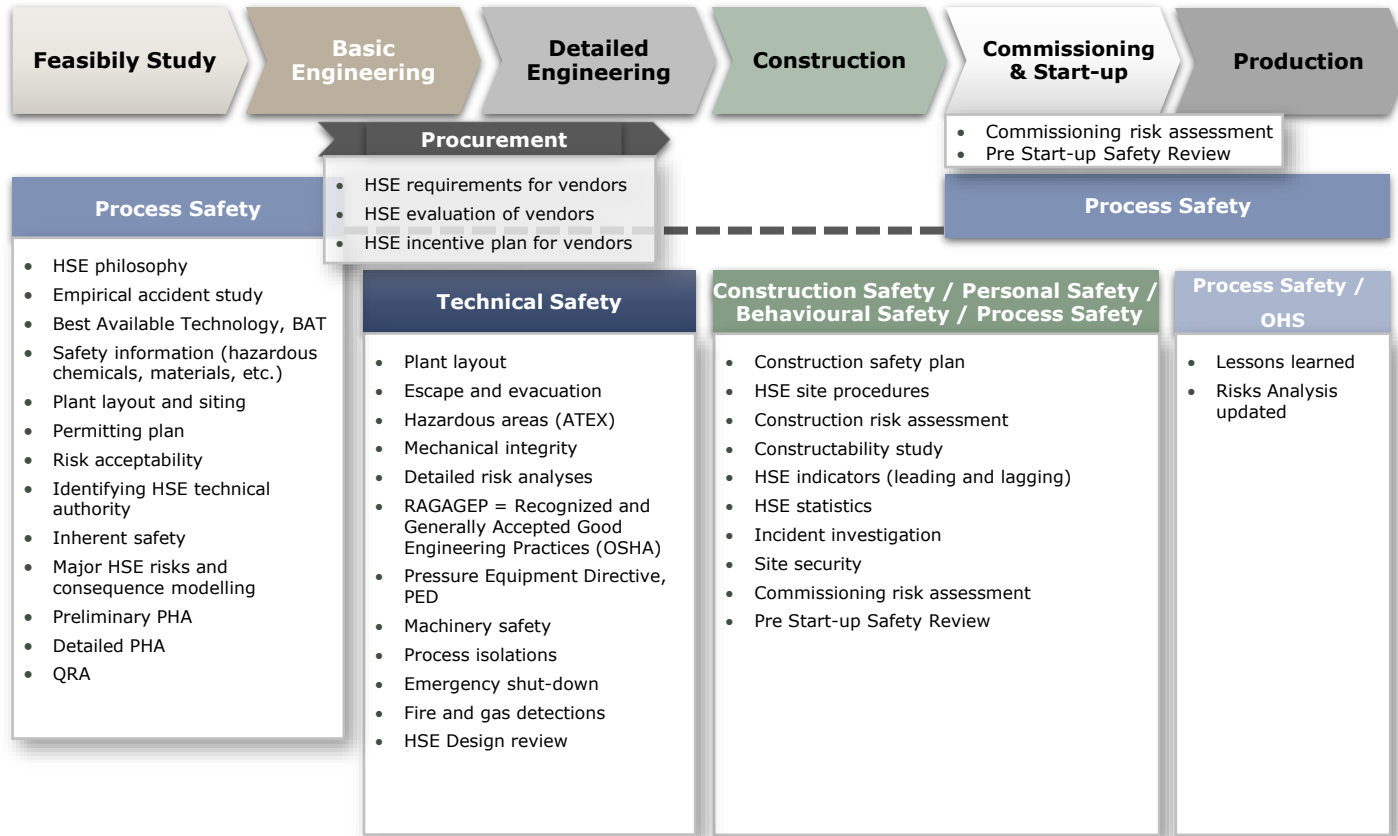 Feasibily Study
Basic
Engineering
Detailed
Engineering
Construction
Commissioning
& Start-up
Production
Procurement
• HSE requirements for vendors
• HSE evaluation of vendors
• HSE incentive plan for vendors
• Commissioning risk assessment
• Pre Start-up Safety Review
Process Safety
• HSE philosophy
• Empirical accident study
• Best Available Technology, BAT
• Safety information (hazardous
chemicals, materials, etc.)
• Plant layout and siting
• Permitting plan
• Risk acceptability
• Identifying HSE technical
authority
• Inherent safety
• Major HSE risks and
consequence modelling
• Preliminary PHA
• Detailed PHA
• QRA
Technical Safety
• Plant layout
• Escape and evacuation
• Hazardous areas (ATEX)
• Mechanical integrity
• Detailed risk analyses
• RAGAGEP = Recognized and
Generally Accepted Good
Engineering Practices (OSHA)
• Pressure Equipment Directive,
PED
• Machinery safety
• Process isolations
• Emergency shut-down
• Fire and gas detections
• HSE Design review
Construction Safety / Personal Safety /
Behavioural Safety / Process Safety
• Construction safety plan
• HSE site procedures
• Construction risk assessment
• Constructability study
• HSE indicators (leading and lagging)
• HSE statistics
• Incident investigation
• Site security
• Commissioning risk assessment
• Pre Start-up Safety Review
Process Safety
Process Safety /
OHS
• Lessons learned
• Risks Analysis
updated